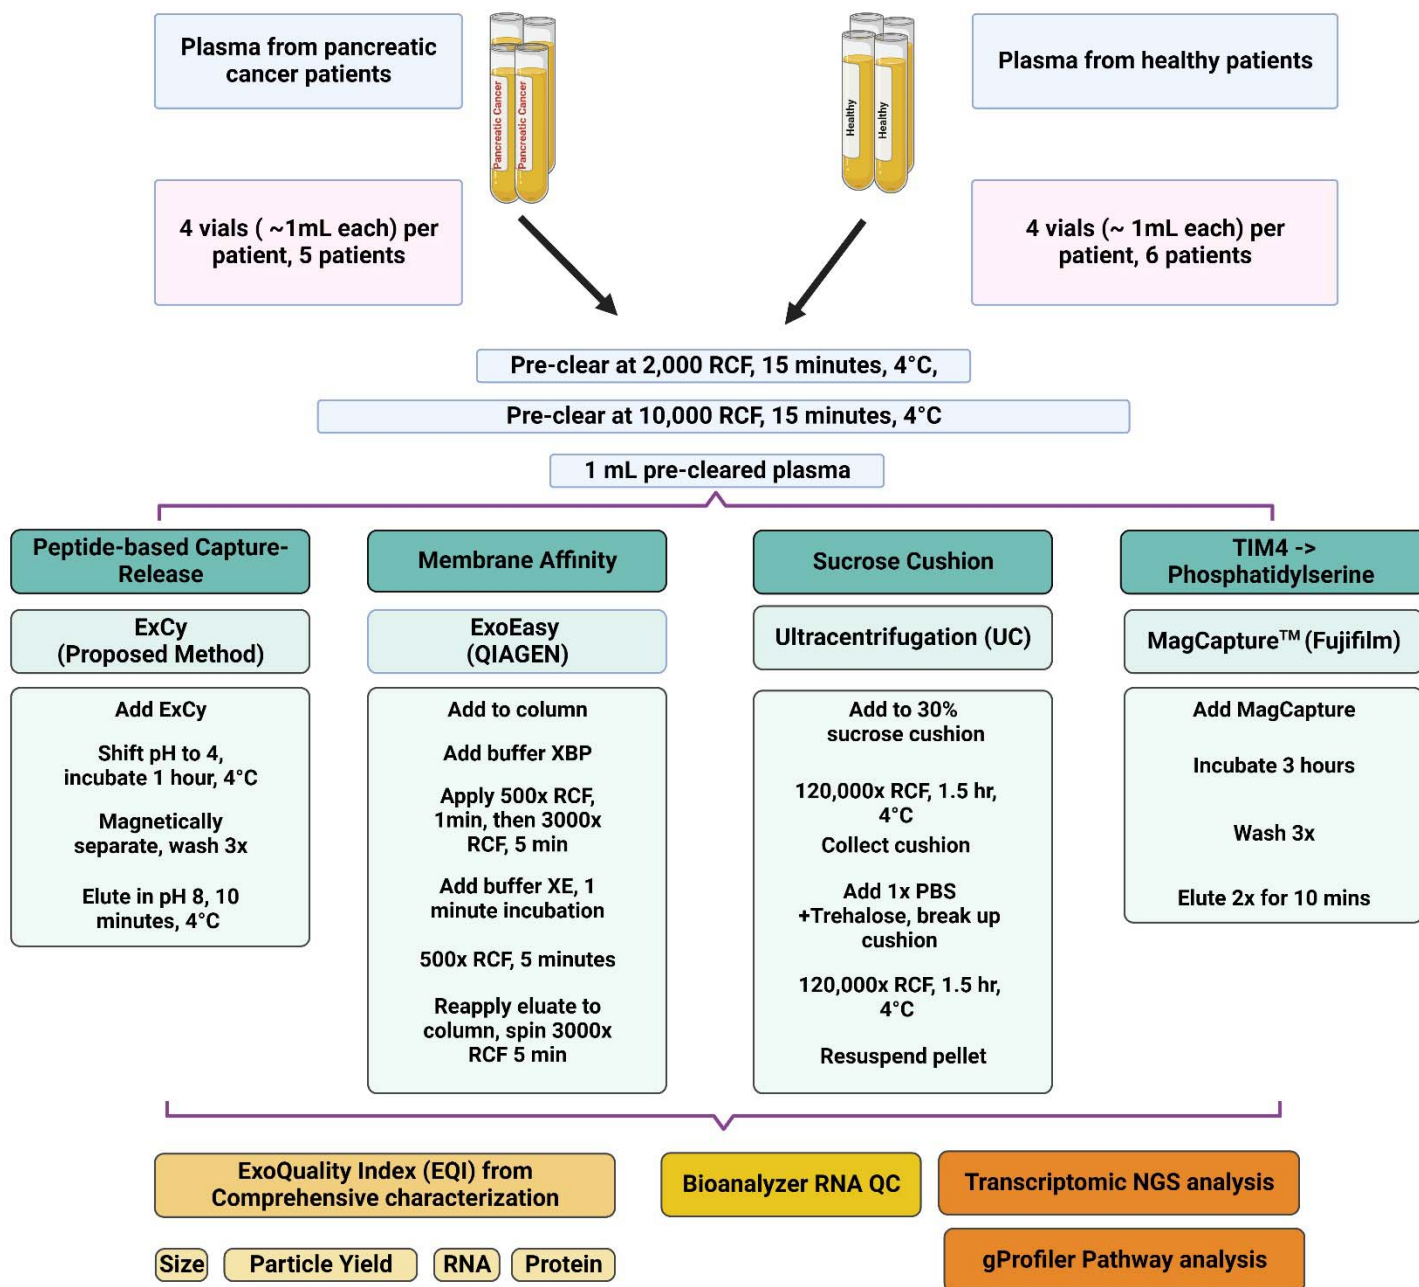 Plasma from pancreatic
cancer patients
Pancreatic Cancer
Pancreatic Cancer
Healthy
Healthy
Plasma from healthy patients
4 vials ( ~1mL each) per
patient, 5 patients
4 vials (~ 1mL each) per
patient, 6 patients
Pre-clear at 2,000 RCF, 15 minutes, 4°C,
Pre-clear at 10,000 RCF, 15 minutes, 4°C
1 mL pre-cleared plasma
Peptide-based Capture-
Release
ExCy
(Proposed Method)
Add ExCy
Shift pH to 4,
incubate 1 hour, 4°C
Magnetically
separate, wash 3x
Elute in pH 8, 10
minutes, 4°C
Membrane Affinity
ExoEasy
(QIAGEN)
Add to column
Add buffer XBP
Apply 500x RCF,
1min, then 3000x
RCF, 5 min
Add buffer XE, 1
minute incubation
500x RCF, 5 minutes
Reapply eluate to
column, spin 3000x
RCF 5 min
Sucrose Cushion
Ultracentrifugation (UC)
Add to 30%
sucrose cushion
120,000x RCF, 1.5 hr,
4°C
Collect cushion
Add 1x PBS
+Trehalose, break up
cushion
120,000x RCF, 1.5 hr,
4°C
Resuspend pellet
TIM4 ->
Phosphatidylserine
MagCapture™ (Fujifilm)
Add MagCapture
Incubate 3 hours
Wash 3x
Elute 2x for 10 mins
ExoQuality Index (EQI) from
Comprehensive characterization
Size
Particle Yield
RNA
Protein
Bioanalyzer RNA QC
Transcriptomic NGS analysis
gProfiler Pathway analysis